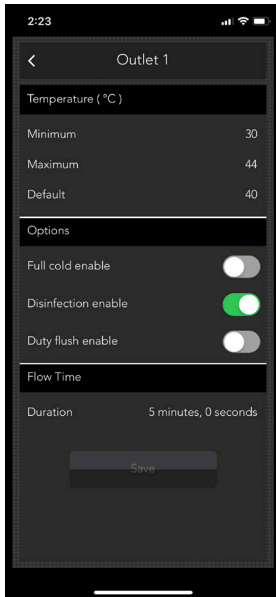 2:23
Outlet 1
Temperature ( °C )
Minimum 30
Maximum 44
Default 40
Options
Full cold enable
Disinfection enable
Duty flush enable
Flow Time
Duration 5 minutes, 0 seconds
Save